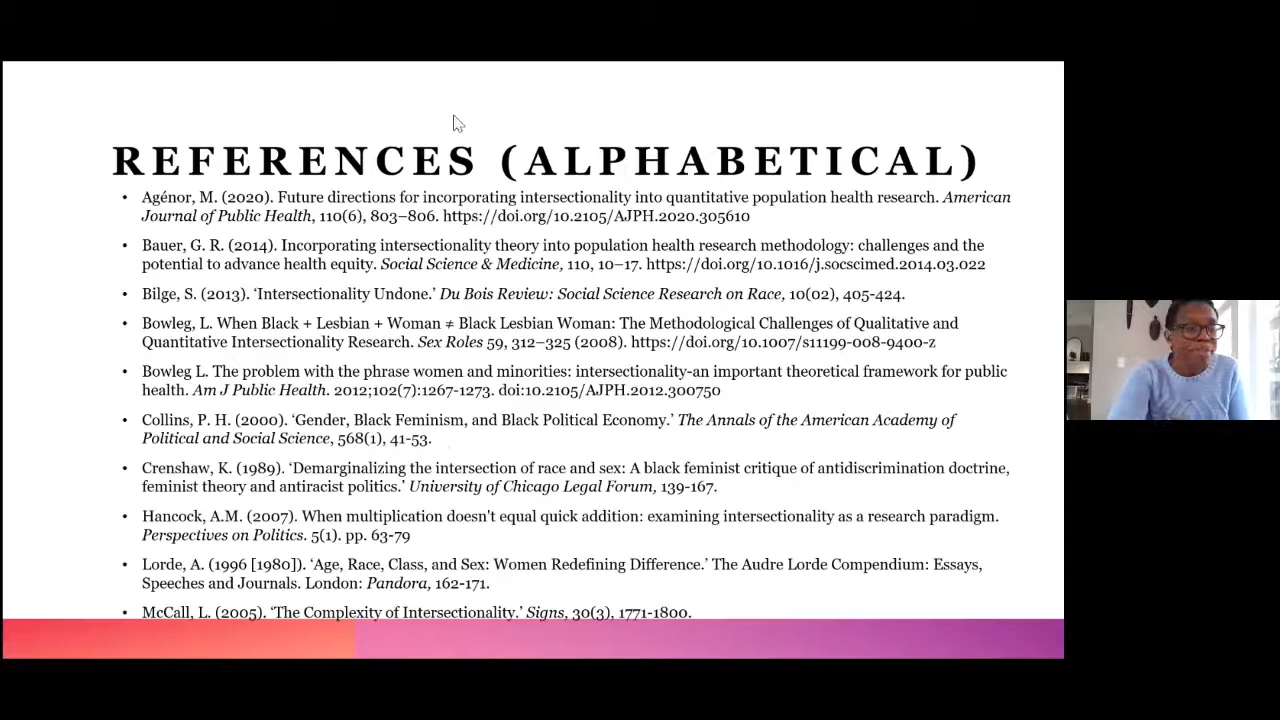 REFERENCES (ALPHABETICAL)
• Agénor, M. (2020). Future directions for incorporating intersectionality into quantitative population health research. American
Journal of Public Health, 110(6), 803–806. https://doi.org/10.2105/AJPH.2020.305610
• Bauer, G. R. (2014). Incorporating intersectionality theory into population health research methodology: challenges and the
potential to advance health equity. Social Science & Medicine, 110, 10–17. https://doi.org/10.1016/j.socscimed.2014.03.022
• Bilge, S. (2013). ‘Intersectionality Undone.’ Du Bois Review: Social Science Research on Race, 10(02), 405-424.
• Bowleg, L. When Black + Lesbian + Woman ≠ Black Lesbian Woman: The Methodological Challenges of Qualitative and
Quantitative Intersectionality Research. Sex Roles 59, 312–325 (2008). https://doi.org/10.1007/s11199-008-9400-z
• Bowleg L. The problem with the phrase women and minorities: intersectionality-an important theoretical framework for public
health. Am J Public Health. 2012;102(7):1267-1273. doi:10.2105/AJPH.2012.300750
• Collins, P. H. (2000). ‘Gender, Black Feminism, and Black Political Economy.’ The Annals of the American Academy of
Political and Social Science, 568(1), 41-53.
• Crenshaw, K. (1989). ‘Demarginalizing the intersection of race and sex: A black feminist critique of antidiscrimination doctrine,
feminist theory and antiracist politics.’ University of Chicago Legal Forum, 139-167.
• Hancock, A.M. (2007). When multiplication doesn't equal quick addition: examining intersectionality as a research paradigm.
Perspectives on Politics. 5(1). pp. 63-79
• Lorde, A. (1996 [1980]). ‘Age, Race, Class, and Sex: Women Redefining Difference.’ The Audre Lorde Compendium: Essays,
Speeches and Journals. London: Pandora, 162-171.
• McCall, L. (2005). ‘The Complexity of Intersectionality.’ Signs, 30(3), 1771-1800.